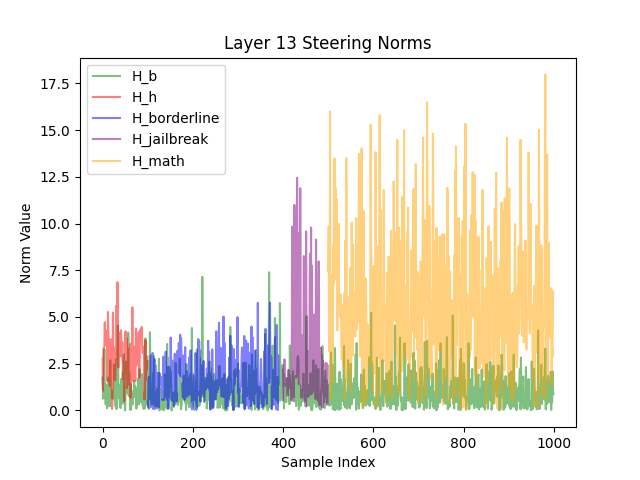 Layer 13 Steering Norms
H_b
H_h
H_borderline
H_jailbreak
H_math
Norm Value
17.5
15.0
12.5
10.0
7.5
5.0
2.5
0.0
0
200
400
600
800
1000
Sample Index